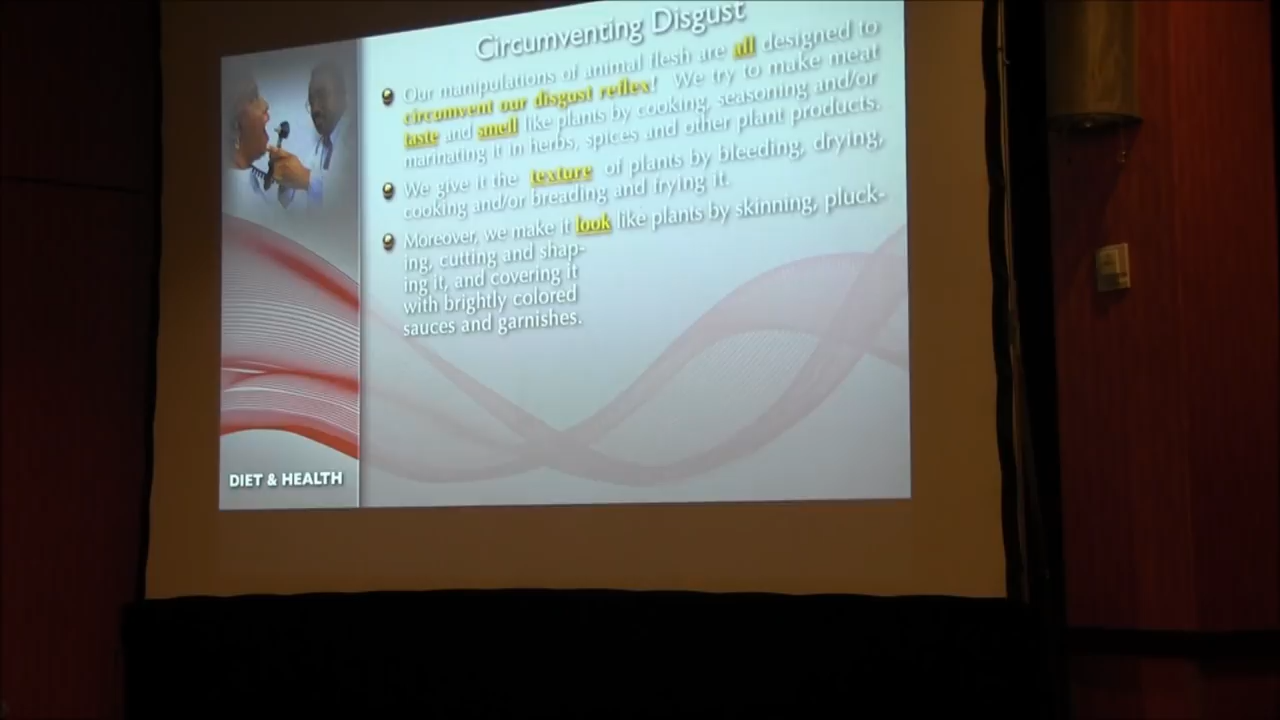 Circumventing Disgust
Our manipulations of animal flesh are all designed to
circumvent our disgust reflex! We try to make meat
taste and smell like plants by cooking, seasoning and/or
marinating it in herbs, spices and other plant products.
We give it the texture of plants by bleeding, drying,
cooking and/or breading and frying it.
Moreover, we make it look like plants by skinning, pluck-
ing, cutting and shap-
ing it, and covering it
with brightly colored
sauces and garnishes.
DIET & HEALTH